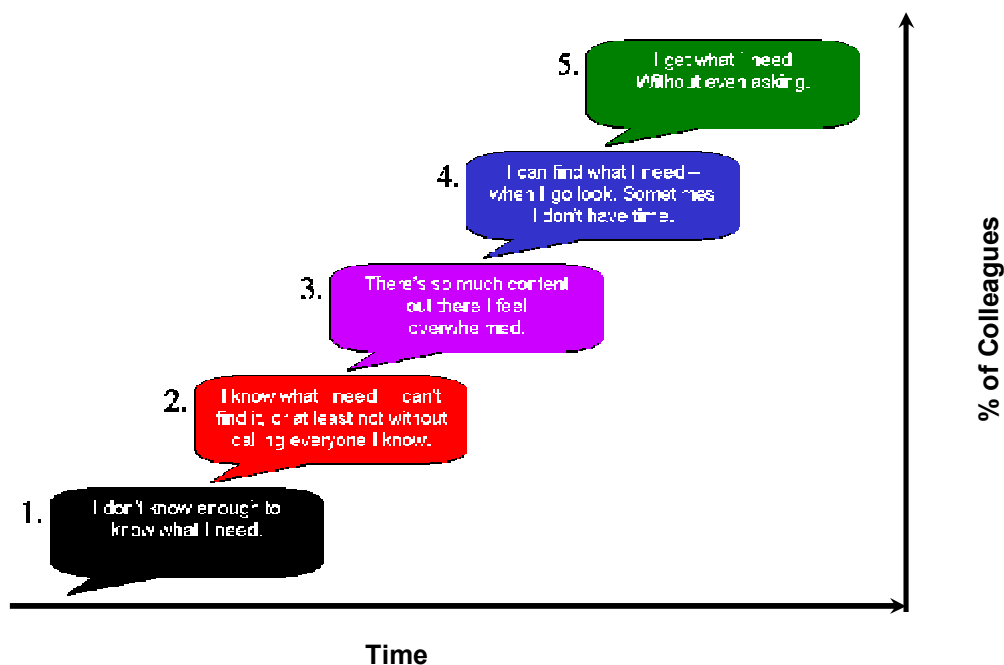 5.
I get what I need
Without even asking.
4.
I can find what I need –
when I go look. Sometimes
I don't have time.
3.
There's so much content
out there I feel
overwhelmed.
2.
I know what I need can't
find it, or at least not without
calling everyone I know.
1.
I don't know enough to
know what I need.
% of Colleagues
Time